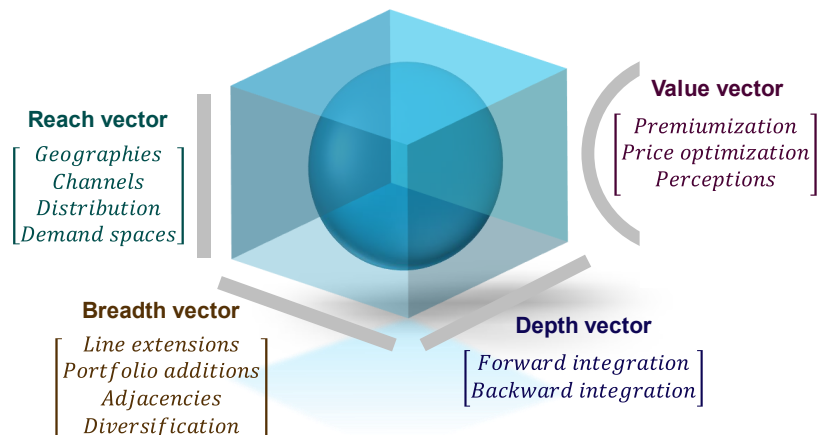 Reach vector
Geographies
Channels
Distribution
Demand spaces
Value vector
Premiumization
Price optimization
Perceptions
Breadth vector
Line extensions
Portfolio additions
Adjacencies
Diversification
Depth vector
Forward integration
Backward integration